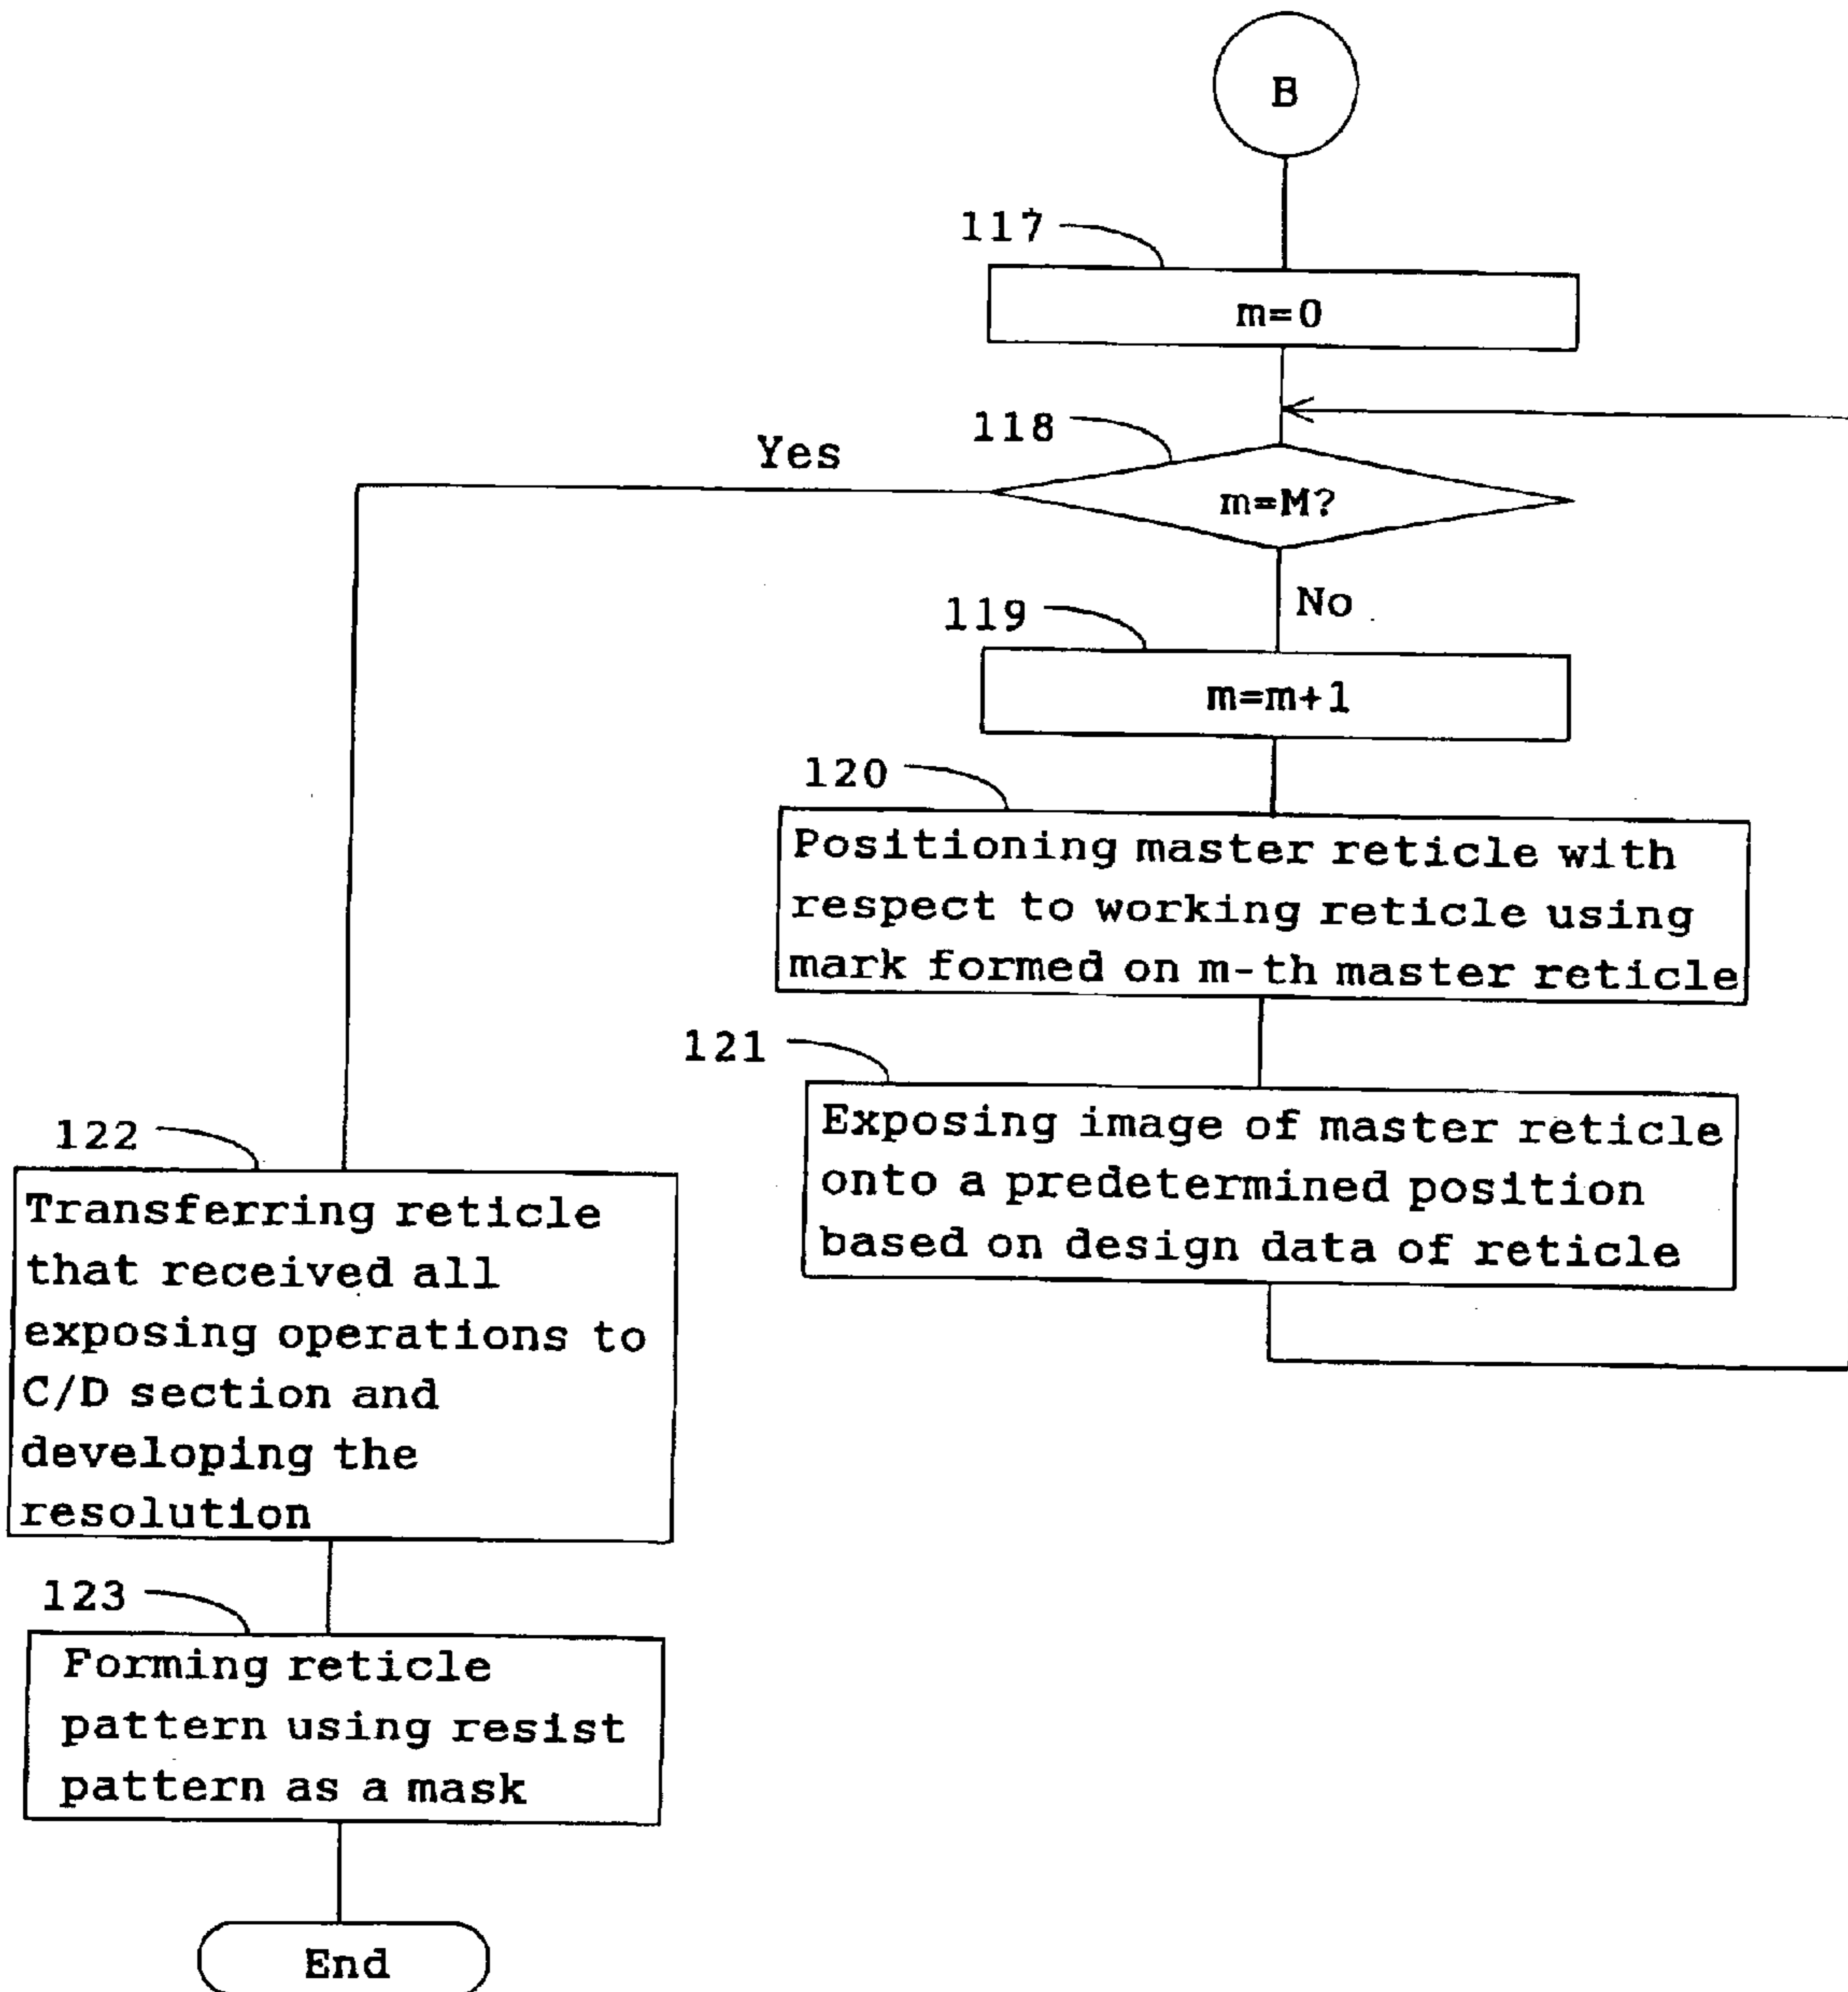 B
117
m=0
118
Yes
m=M?
No
119
m=m+1
120
Positioning master reticle with
respect to working reticle using
mark formed on m-th master reticle
121
Exposing image of master reticle
onto a predetermined position
based on design data of reticle
122
Transferring reticle
that received all
exposing operations to
C/D section and
developing the
resolution
123
Forming reticle
pattern using resist
pattern as a mask
End